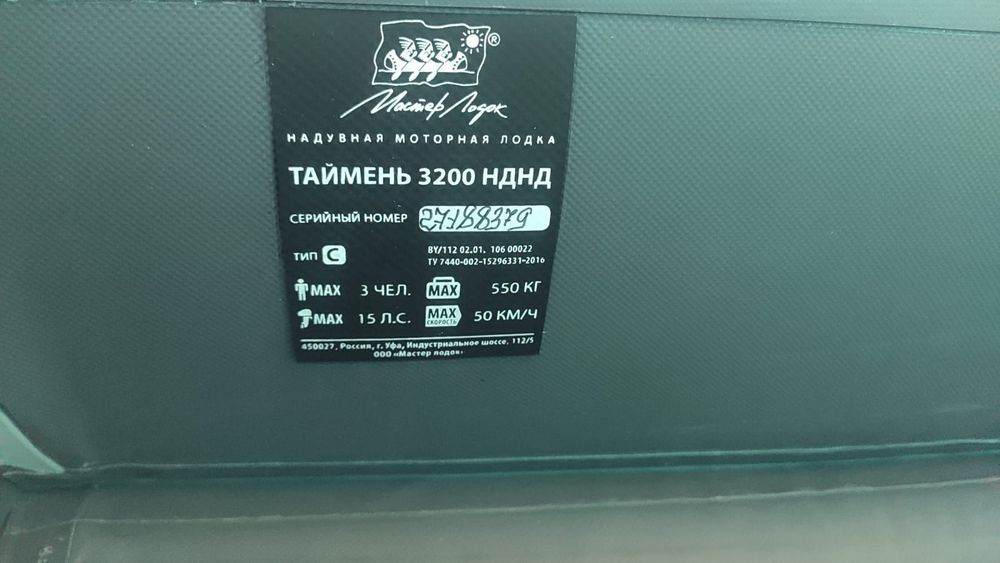 ®
Мастер Лодок
НАДУВНАЯ МОТОРНАЯ ЛОДКА
ТАЙМЕНЬ 3200 НДНД
СЕРИЙНЫЙ НОМЕР 27188379
ТИП C BY/112 02.01. 106 00022
ТУ 7440-002-15296331-2016
MAX 3 ЧЕЛ. MAX 550 КГ
MAX 15 Л.С. MAX СКОРОСТЬ 50 КМ/Ч
450027, Россия, г. Уфа, Индустриальное шоссе, 112/5
ООО «Мастер лодок»